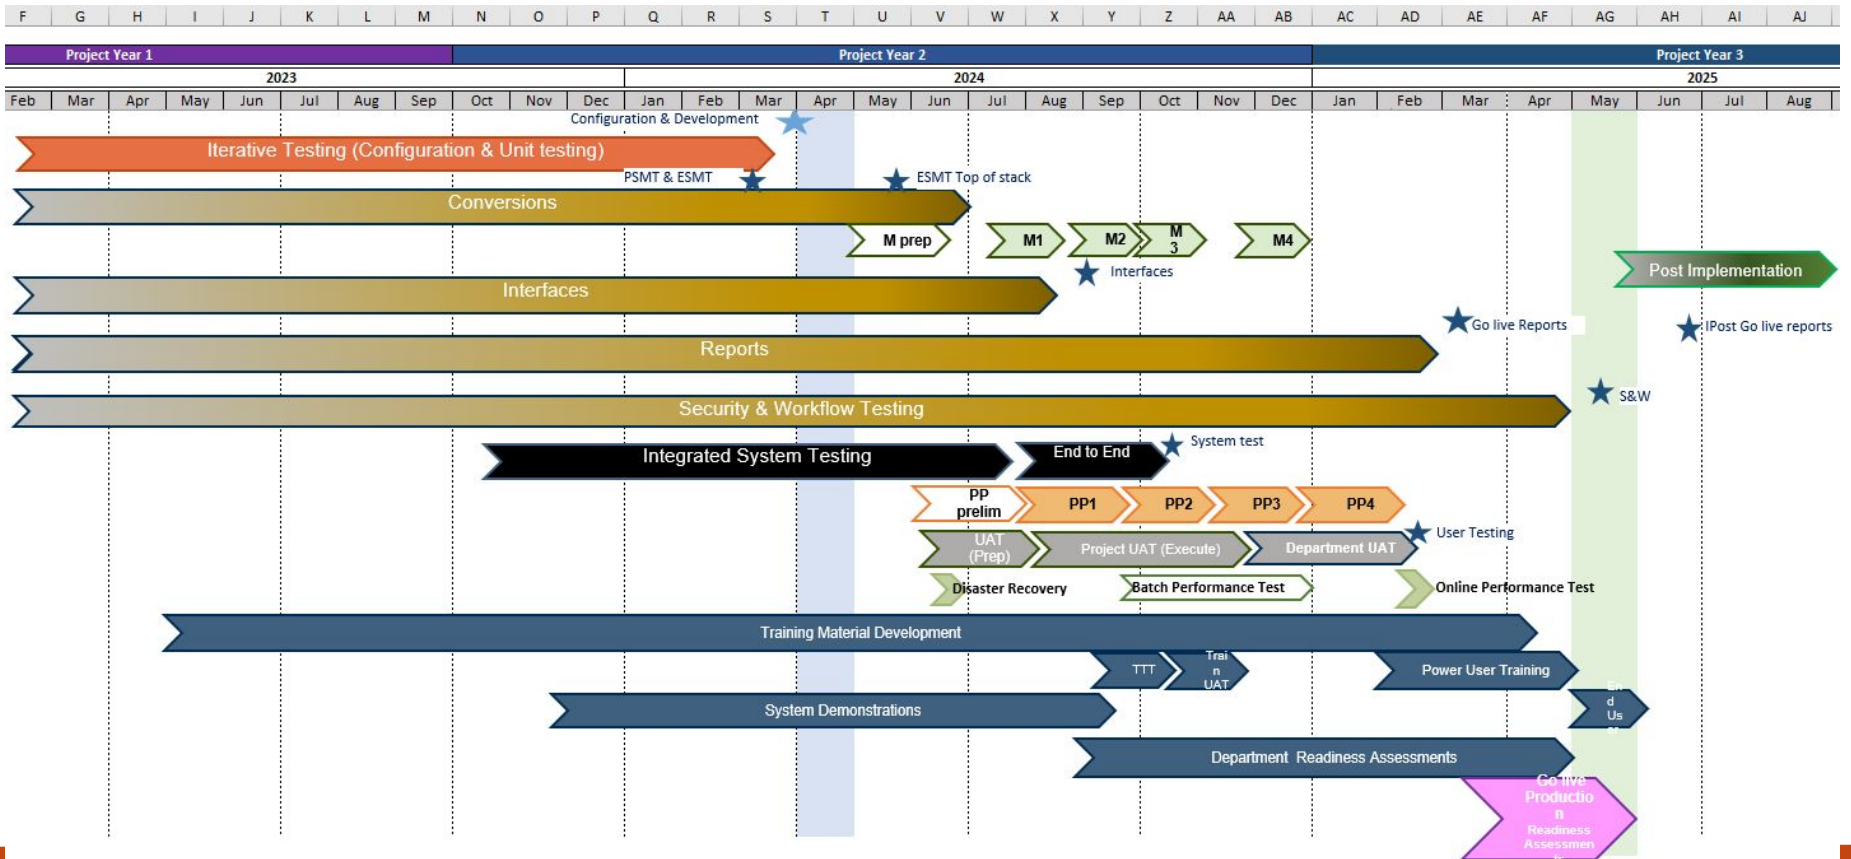 F G H I J K L M N O P Q R S T U V W X Y Z AA AB AC AD AE AF AG AH AI AJ
Project Year 1 Project Year 2 Project Year 3
2023 2024 2025
Feb Mar Apr May Jun Jul Aug Sep Oct Nov Dec Jan Feb Mar Apr May Jun Jul Aug Sep Oct Nov Dec Jan Feb Mar Apr May Jun Jul Aug
Configuration & Development
Iterative Testing (Configuration & Unit testing)
PSMT & ESMT
ESMT Top of stack
Conversions
M prep
M1
M2
M
3
M4
Interfaces
Post Implementation
Interfaces
Go live Reports
IPost Go live reports
Reports
S&W
Security & Workflow Testing
System test
Integrated System Testing
End to End
PP
prelim
PP1
PP2
PP3
PP4
User Testing
UAT
(Prep)
Project UAT (Execute)
Department UAT
Disaster Recovery
Batch Performance Test
Online Performance Test
Training Material Development
TTT
Trai
n
UAT
Power User Training
System Demonstrations
En
d
Us
er
Department Readiness Assessments
Go live
Productio
n
Readiness
Assessmen